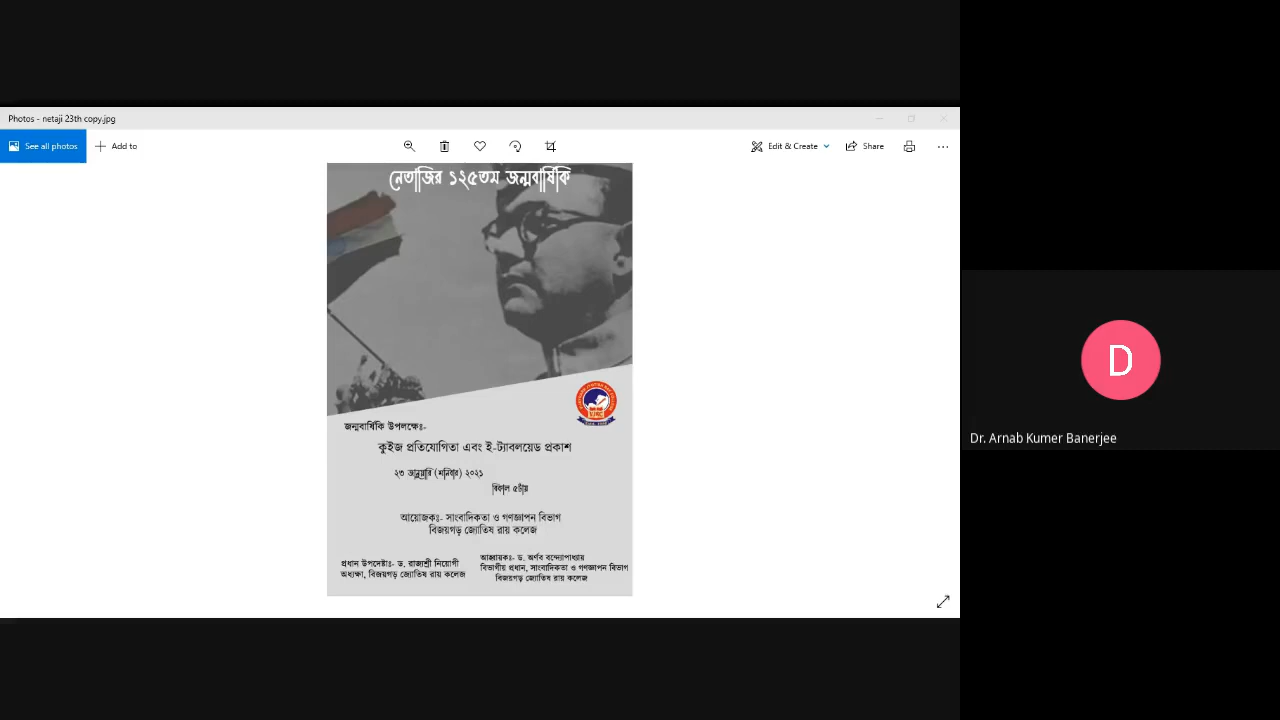 Photos - netaji 23th copy.jpg
See all photos
Add to
Edit & Create
Share
নেতাজির ১২৫তম জন্মবার্ষিকি
জন্মবার্ষিকি উপলক্ষেঃ-
কুইজ প্রতিযোগিতা এবং ই-ট্যাবলয়েড প্রকাশ
২৩ জানুয়ারি (শনিবার) ২০২১
বিকাল ৫টায়
আয়োজকঃ- সাংবাদিকতা ও গণজ্ঞাপন বিভাগ
বিজয়গড় জ্যোতিষ রায় কলেজ
প্রধান উপদেষ্টাঃ- ড. রাজ্যশ্রী নিয়োগী
অধ্যক্ষা, বিজয়গড় জ্যোতিষ রায় কলেজ
আহ্বায়কঃ- ড. অর্ণব বন্দ্যোপাধ্যায়
বিভাগীয় প্রধান, সাংবাদিকতা ও গণজ্ঞাপন বিভাগ
বিজয়গড় জ্যোতিষ রায় কলেজ
D
Dr. Arnab Kumer Banerjee